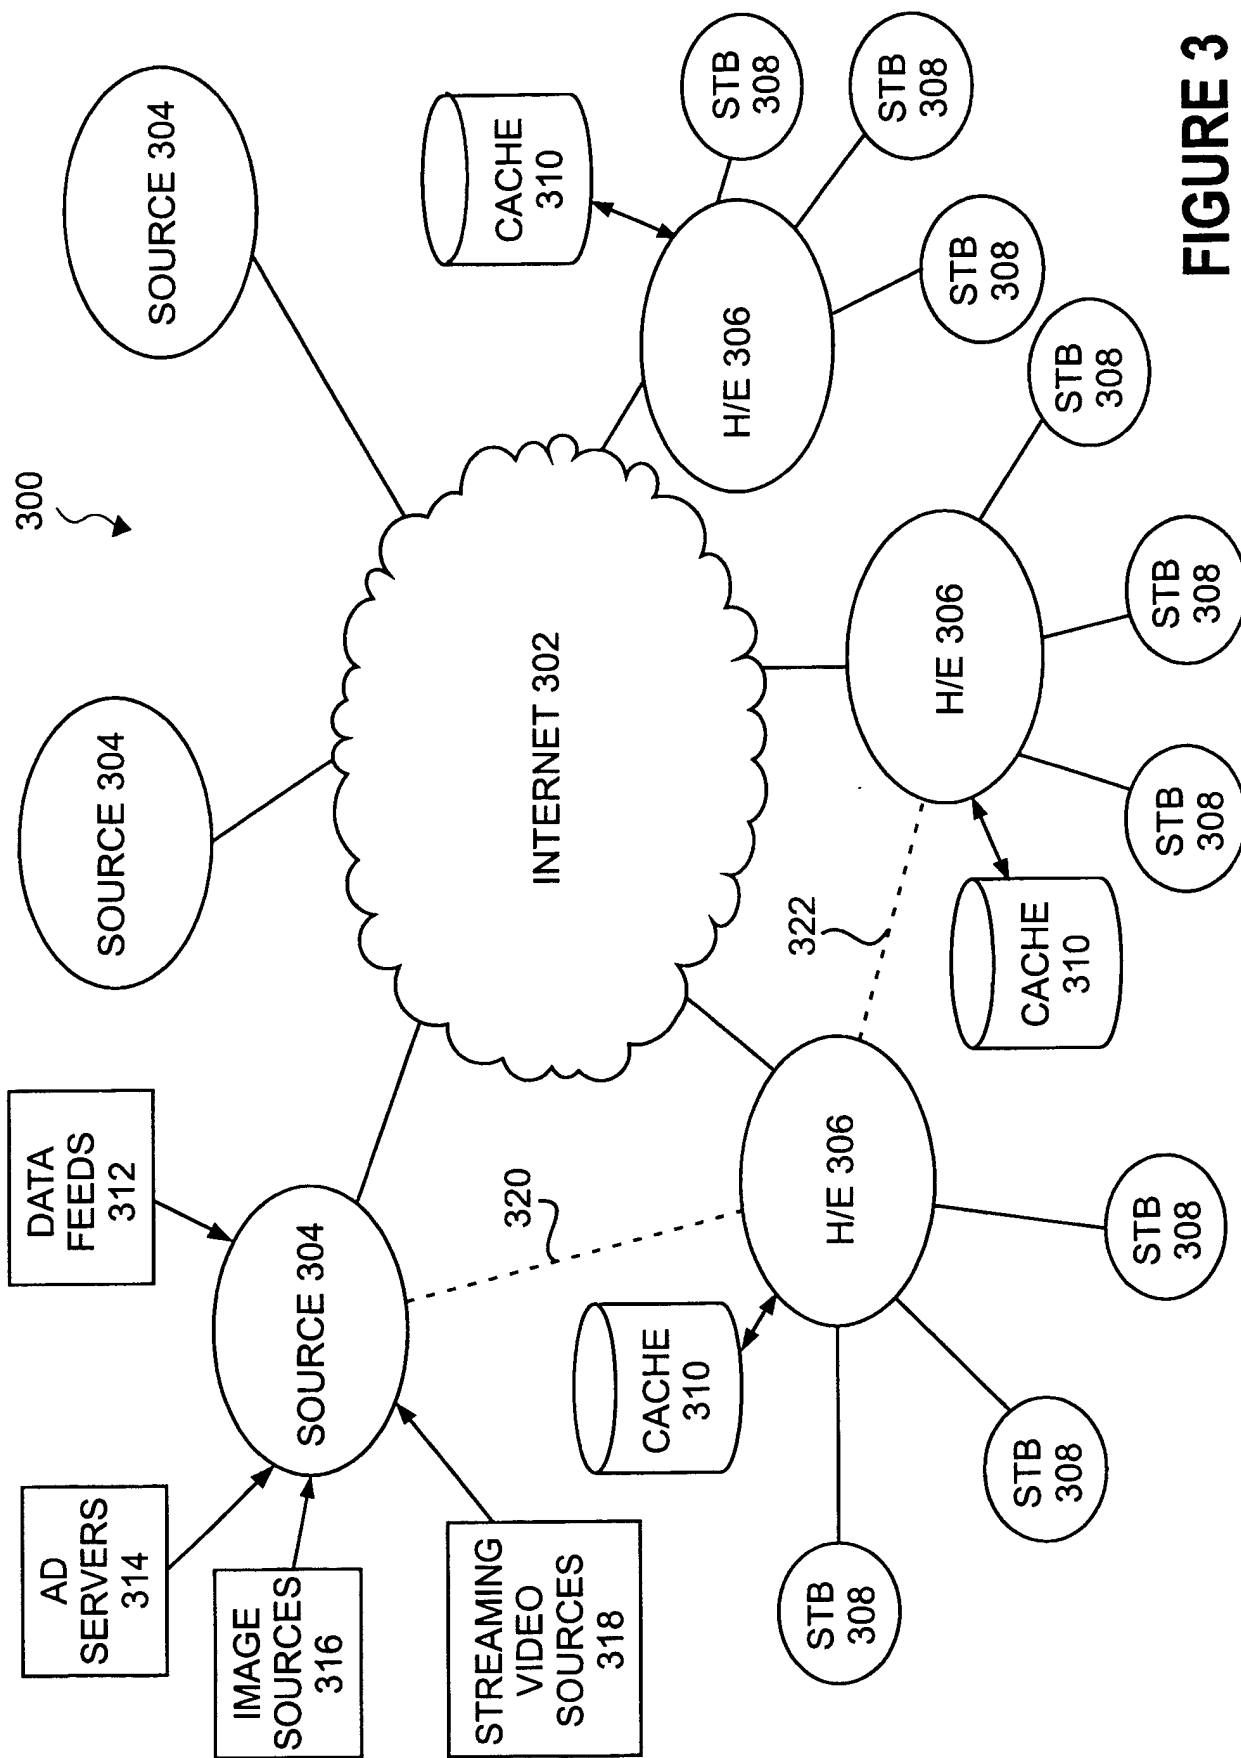 300
DATA
FEEDS
312
AD
SERVERS
314
IMAGE
SOURCES
316
STREAMING
VIDEO
SOURCES
318
SOURCE 304
SOURCE 304
SOURCE 304
320
INTERNET 302
322
CACHE
310
H/E 306
CACHE
310
H/E 306
CACHE
310
H/E 306
STB
308
STB
308
STB
308
STB
308
STB
308
STB
308
STB
308
STB
308
STB
308
FIGURE 3